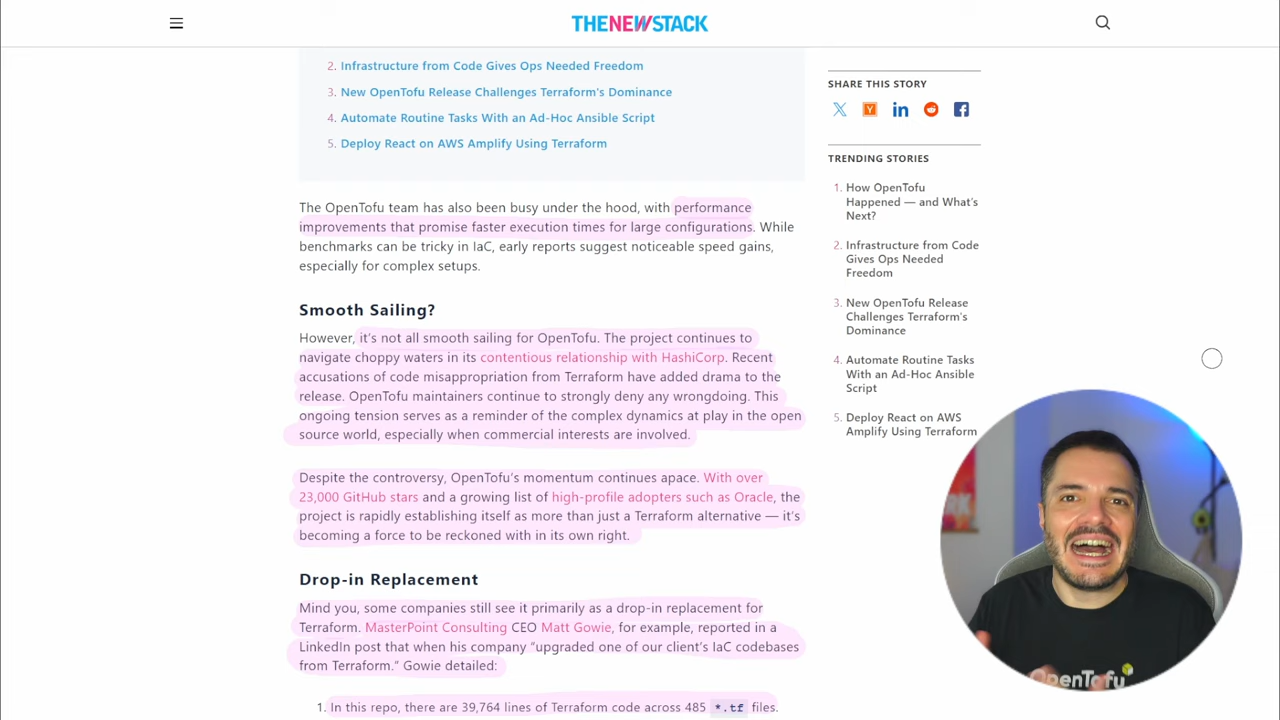 THENEWSTACK
2. Infrastructure from Code Gives Ops Needed Freedom
3. New OpenTofu Release Challenges Terraform's Dominance
4. Automate Routine Tasks With an Ad-Hoc Ansible Script
5. Deploy React on AWS Amplify Using Terraform
The OpenTofu team has also been busy under the hood, with performance
improvements that promise faster execution times for large configurations. While
benchmarks can be tricky in IaC, early reports suggest noticeable speed gains,
especially for complex setups.
Smooth Sailing?
However, it's not all smooth sailing for OpenTofu. The project continues to
navigate choppy waters in its contentious relationship with HashiCorp. Recent
accusations of code misappropriation from Terraform have added drama to the
release. OpenTofu maintainers continue to strongly deny any wrongdoing. This
ongoing tension serves as a reminder of the complex dynamics at play in the open
source world, especially when commercial interests are involved.
Despite the controversy, OpenTofu's momentum continues apace. With over
23,000 GitHub stars and a growing list of high-profile adopters such as Oracle, the
project is rapidly establishing itself as more than just a Terraform alternative — it's
becoming a force to be reckoned with in its own right.
Drop-in Replacement
Mind you, some companies still see it primarily as a drop-in replacement for
Terraform. MasterPoint Consulting CEO Matt Gowie, for example, reported in a
LinkedIn post that when his company "upgraded one of our client's IaC codebases
from Terraform." Gowie detailed:
1. In this repo, there are 39,764 lines of Terraform code across 485 *.tf files.
SHARE THIS STORY
Y
in
TRENDING STORIES
1. How OpenTofu
Happened — and What's
Next?
2. Infrastructure from Code
Gives Ops Needed
Freedom
3. New OpenTofu Release
Challenges Terraform's
Dominance
4. Automate Routine Tasks
With an Ad-Hoc Ansible
Script
5. Deploy React on AWS
Amplify Using Terraform
OpenTofu